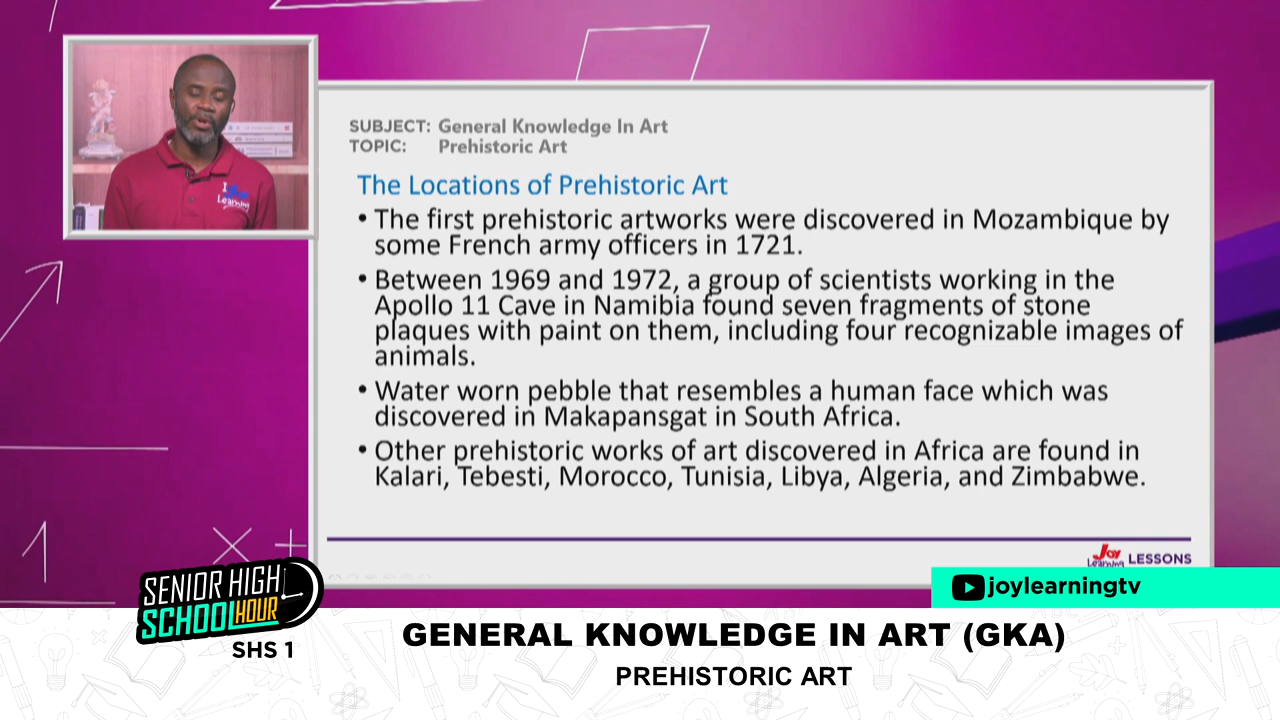 SUBJECT: General Knowledge In Art
TOPIC: Prehistoric Art
The Locations of Prehistoric Art
• The first prehistoric artworks were discovered in Mozambique by
some French army officers in 1721.
• Between 1969 and 1972, a group of scientists working in the
Apollo 11 Cave in Namibia found seven fragments of stone
plaques with paint on them, including four recognizable images of
animals.
• Water worn pebble that resembles a human face which was
discovered in Makapansgat in South Africa.
• Other prehistoric works of art discovered in Africa are found in
Kalari, Tebesti, Morocco, Tunisia, Libya, Algeria, and Zimbabwe.
Joy
Learning LESSONS
joylearningtv
SENIOR HIGH
SCHOOL HOUR
SHS 1
GENERAL KNOWLEDGE IN ART (GKA)
PREHISTORIC ART